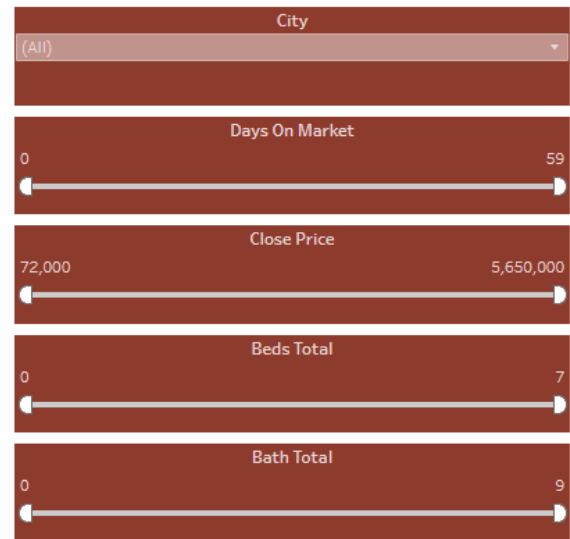 City
(All)
Days On Market
0 59
Close Price
72,000 5,650,000
Beds Total
0 7
Bath Total
0 9